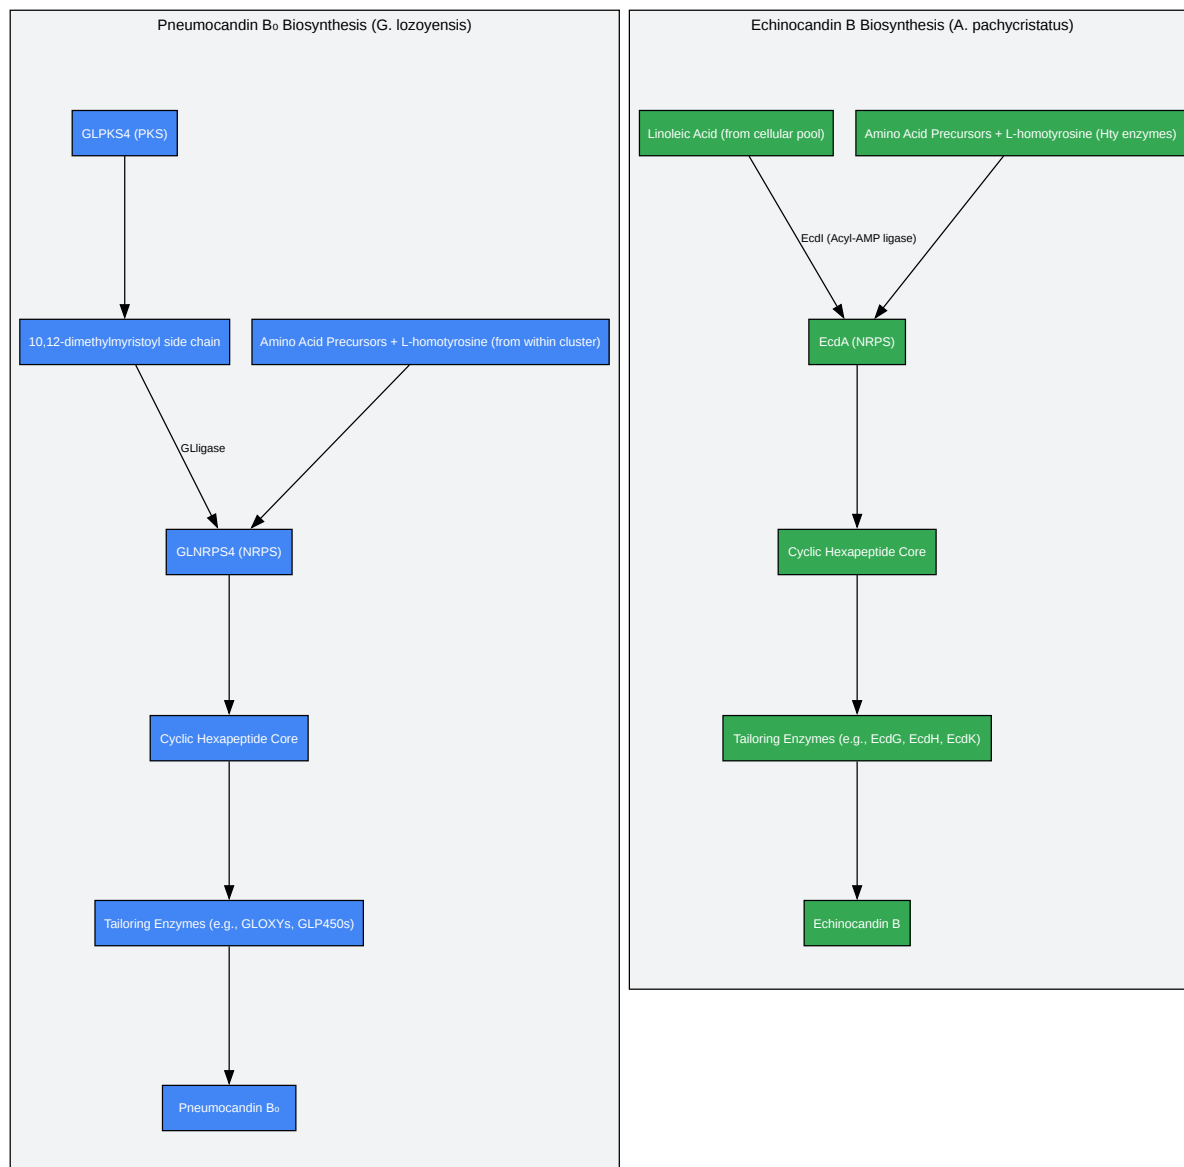 Pneumocandin B₀ Biosynthesis (G. lozoyensis)
GLPKS4 (PKS)
10,12-dimethylmyristoyl side chain
Amino Acid Precursors + L-homotyrosine (from within cluster)
GLligase
GLNRPS4 (NRPS)
Cyclic Hexapeptide Core
Tailoring Enzymes (e.g., GLOXYs, GLP450s)
Pneumocandin B₀
Echinocandin B Biosynthesis (A. pachycristatus)
Linoleic Acid (from cellular pool)
Amino Acid Precursors + L-homotyrosine (Hty enzymes)
EcdI (Acyl-AMP ligase)
EcdA (NRPS)
Cyclic Hexapeptide Core
Tailoring Enzymes (e.g., EcdG, EcdH, EcdK)
Echinocandin B